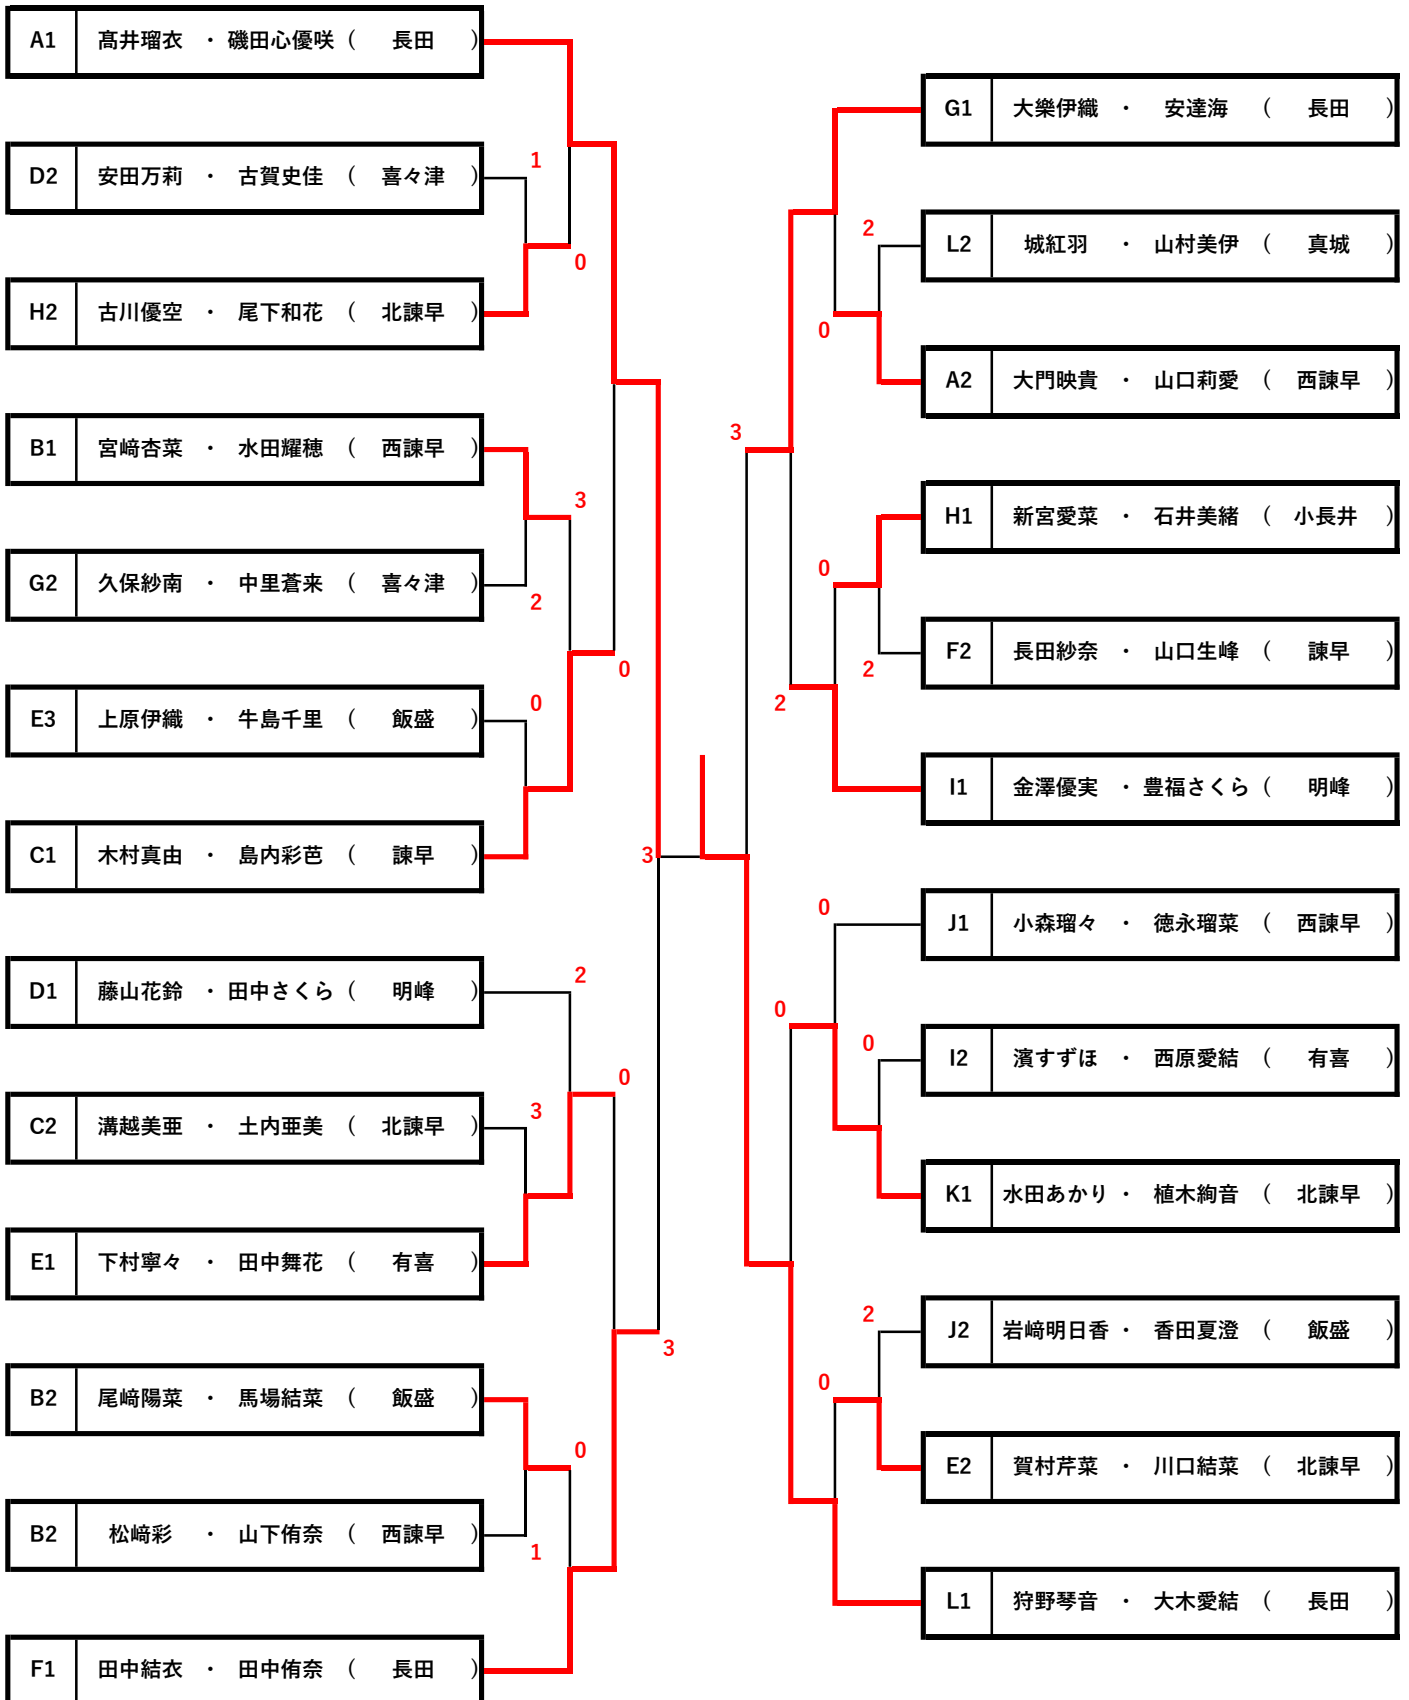 A1 髙井瑠衣 ・ 磯田心優咲 ( 長田 )
D2 安田万莉 ・ 古賀史佳 ( 喜々津 )
1
0
H2 古川優空 ・ 尾下和花 ( 北諫早 )
B1 宮﨑杏菜 ・ 水田耀穂 ( 西諫早 )
3
G2 久保紗南 ・ 中里蒼来 ( 喜々津 )
2
0
E3 上原伊織 ・ 牛島千里 ( 飯盛 )
0
C1 木村真由 ・ 島内彩芭 ( 諫早 )
3
D1 藤山花鈴 ・ 田中さくら ( 明峰 )
2
0
C2 溝越美亜 ・ 土内亜美 ( 北諫早 )
3
E1 下村寧々 ・ 田中舞花 ( 有喜 )
3
B2 尾﨑陽菜 ・ 馬場結菜 ( 飯盛 )
0
B2 松﨑彩 ・ 山下侑奈 ( 西諫早 )
1
F1 田中結衣 ・ 田中侑奈 ( 長田 )
G1 大樂伊織 ・ 安達海 ( 長田 )
2
L2 城紅羽 ・ 山村美伊 ( 真城 )
0
A2 大門映貴 ・ 山口莉愛 ( 西諫早 )
3
H1 新宮愛菜 ・ 石井美緒 ( 小長井 )
0
F2 長田紗奈 ・ 山口生峰 ( 諫早 )
2
2
I1 金澤優実 ・ 豊福さくら ( 明峰 )
0
J1 小森瑠々 ・ 徳永瑠菜 ( 西諫早 )
0
0
I2 濱すずほ ・ 西原愛結 ( 有喜 )
K1 水田あかり ・ 植木絢音 ( 北諫早 )
2
J2 岩﨑明日香 ・ 香田夏澄 ( 飯盛 )
0
E2 賀村芹菜 ・ 川口結菜 ( 北諫早 )
L1 狩野琴音 ・ 大木愛結 ( 長田 )